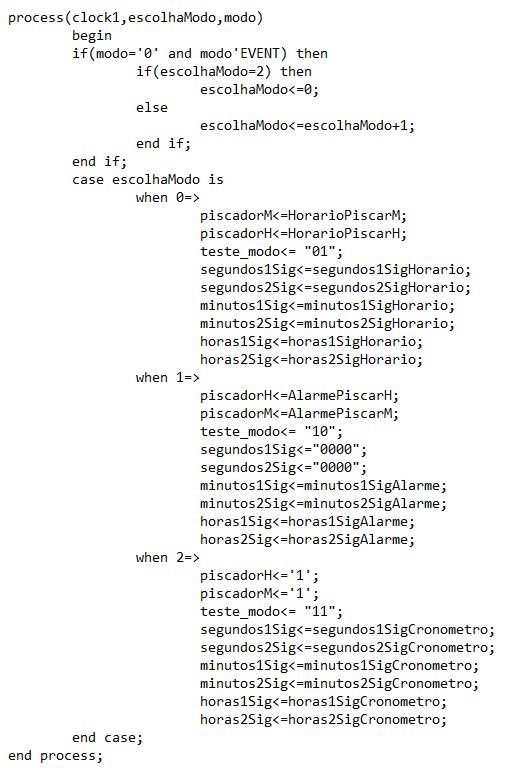 process(clock1,escolhaModo,modo)
begin
if(modo='0' and modo'EVENT) then
if(escolhaModo=2) then
escolhaModo<=0;
else
escolhaModo<=escolhaModo+1;
end if;
end if;
case escolhaModo is
when 0=>
piscadorM<=HorarioPiscarM;
piscadorH<=HorarioPiscarH;
teste_modo<= "01";
segundos1Sig<=segundos1SigHorario;
segundos2Sig<=segundos2SigHorario;
minutos1Sig<=minutos1SigHorario;
minutos2Sig<=minutos2SigHorario;
horas1Sig<=horas1SigHorario;
horas2Sig<=horas2SigHorario;
when 1=>
piscadorH<=AlarmePiscarH;
piscadorM<=AlarmePiscarM;
teste_modo<= "10";
segundos1Sig<="0000";
segundos2Sig<="0000";
minutos1Sig<=minutos1SigAlarme;
minutos2Sig<=minutos2SigAlarme;
horas1Sig<=horas1SigAlarme;
horas2Sig<=horas2SigAlarme;
when 2=>
piscadorH<='1';
piscadorM<='1';
teste_modo<= "11";
segundos1Sig<=segundos1SigCronometro;
segundos2Sig<=segundos2SigCronometro;
minutos1Sig<=minutos1SigCronometro;
minutos2Sig<=minutos2SigCronometro;
horas1Sig<=horas1SigCronometro;
horas2Sig<=horas2SigCronometro;
end case;
end process;